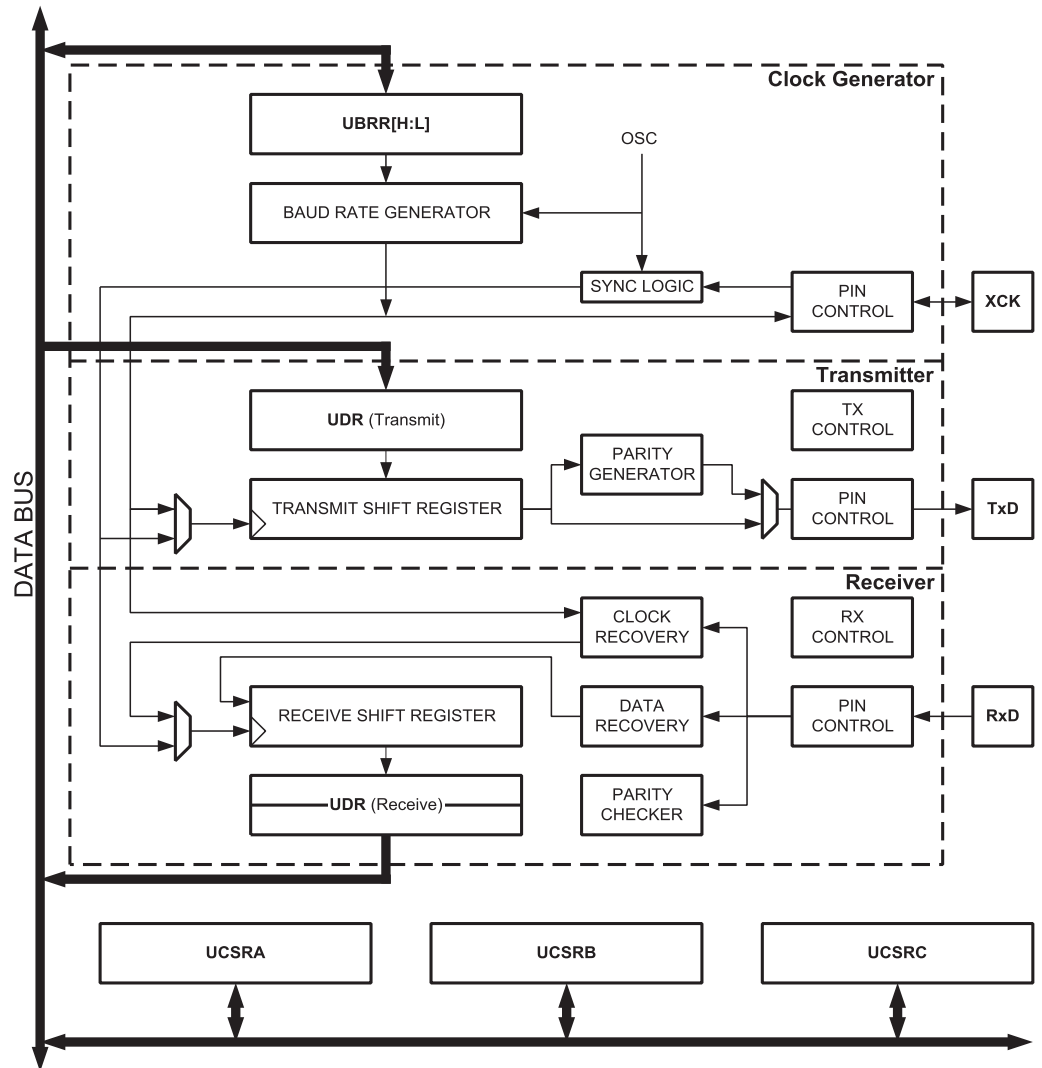 Clock Generator
UBRR[H:L]
OSC
BAUD RATE GENERATOR
SYNC LOGIC
PIN
CONTROL
XCK
Transmitter
UDR (Transmit)
TX
CONTROL
PARITY
GENERATOR
TRANSMIT SHIFT REGISTER
PIN
CONTROL
TxD
DATA BUS
Receiver
CLOCK
RECOVERY
RX
CONTROL
RECEIVE SHIFT REGISTER
DATA
RECOVERY
PIN
CONTROL
RxD
UDR (Receive)
PARITY
CHECKER
UCSRA
UCSRB
UCSRC